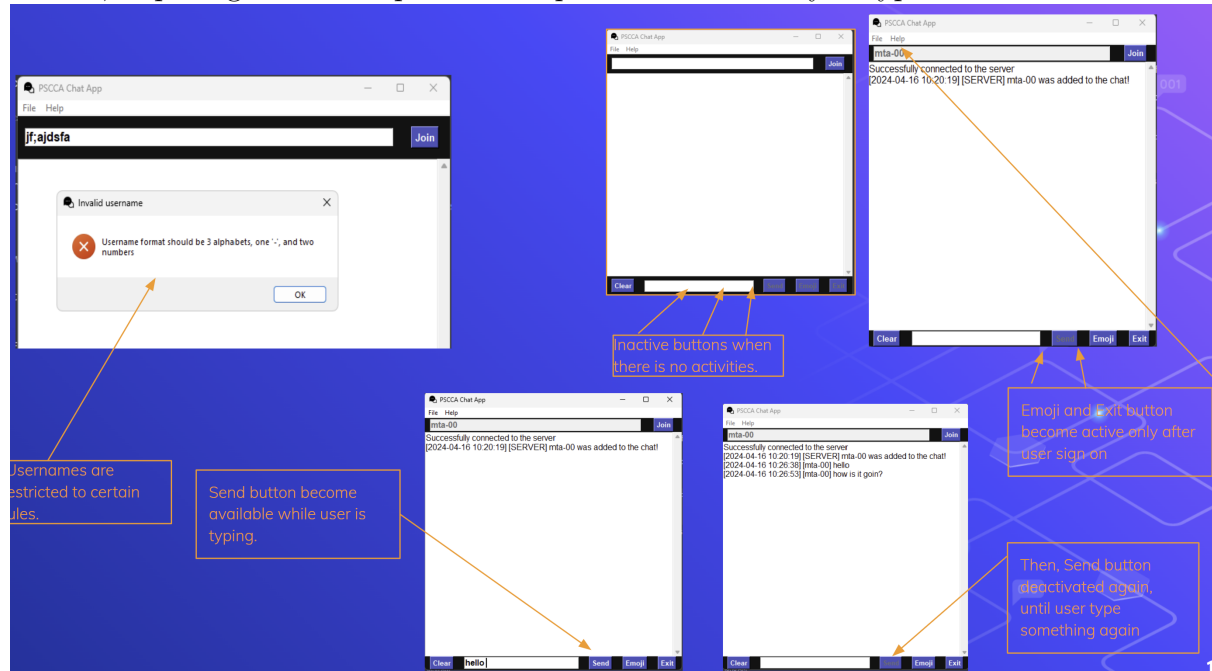 PSCCA Chat App
File Help
jf;ajdsfa
Join
Invalid username
Username format should be 3 alphabets, one '-', and two
numbers
OK
Usernames are
restricted to certain
rules.
PSCCA Chat App
File Help
Join
Clear
Send
Emoji
Exit
Inactive buttons when
there is no activities.
PSCCA Chat App
File Help
mta-00
Join
Successfully connected to the server
[2024-04-16 10:20:19] [SERVER] mta-00 was added to the chat!
Clear
Send
Emoji
Exit
001
Emoji and Exit button
become active only after
user sign on
Send button become
available while user is
typing.
PSCCA Chat App
File Help
mta-00
Join
Successfully connected to the server
[2024-04-16 10:20:19] [SERVER] mta-00 was added to the chat!
Clear
hello
Send
Emoji
Exit
PSCCA Chat App
File Help
mta-00
Join
Successfully connected to the server
[2024-04-16 10:20:19] [SERVER] mta-00 was added to the chat!
[2024-04-16 10:26:38] [mta-00] hello
[2024-04-16 10:26:53] [mta-00] how is it goin?
Clear
Send
Emoji
Exit
Then, Send button
deactivated again,
until user type
something again